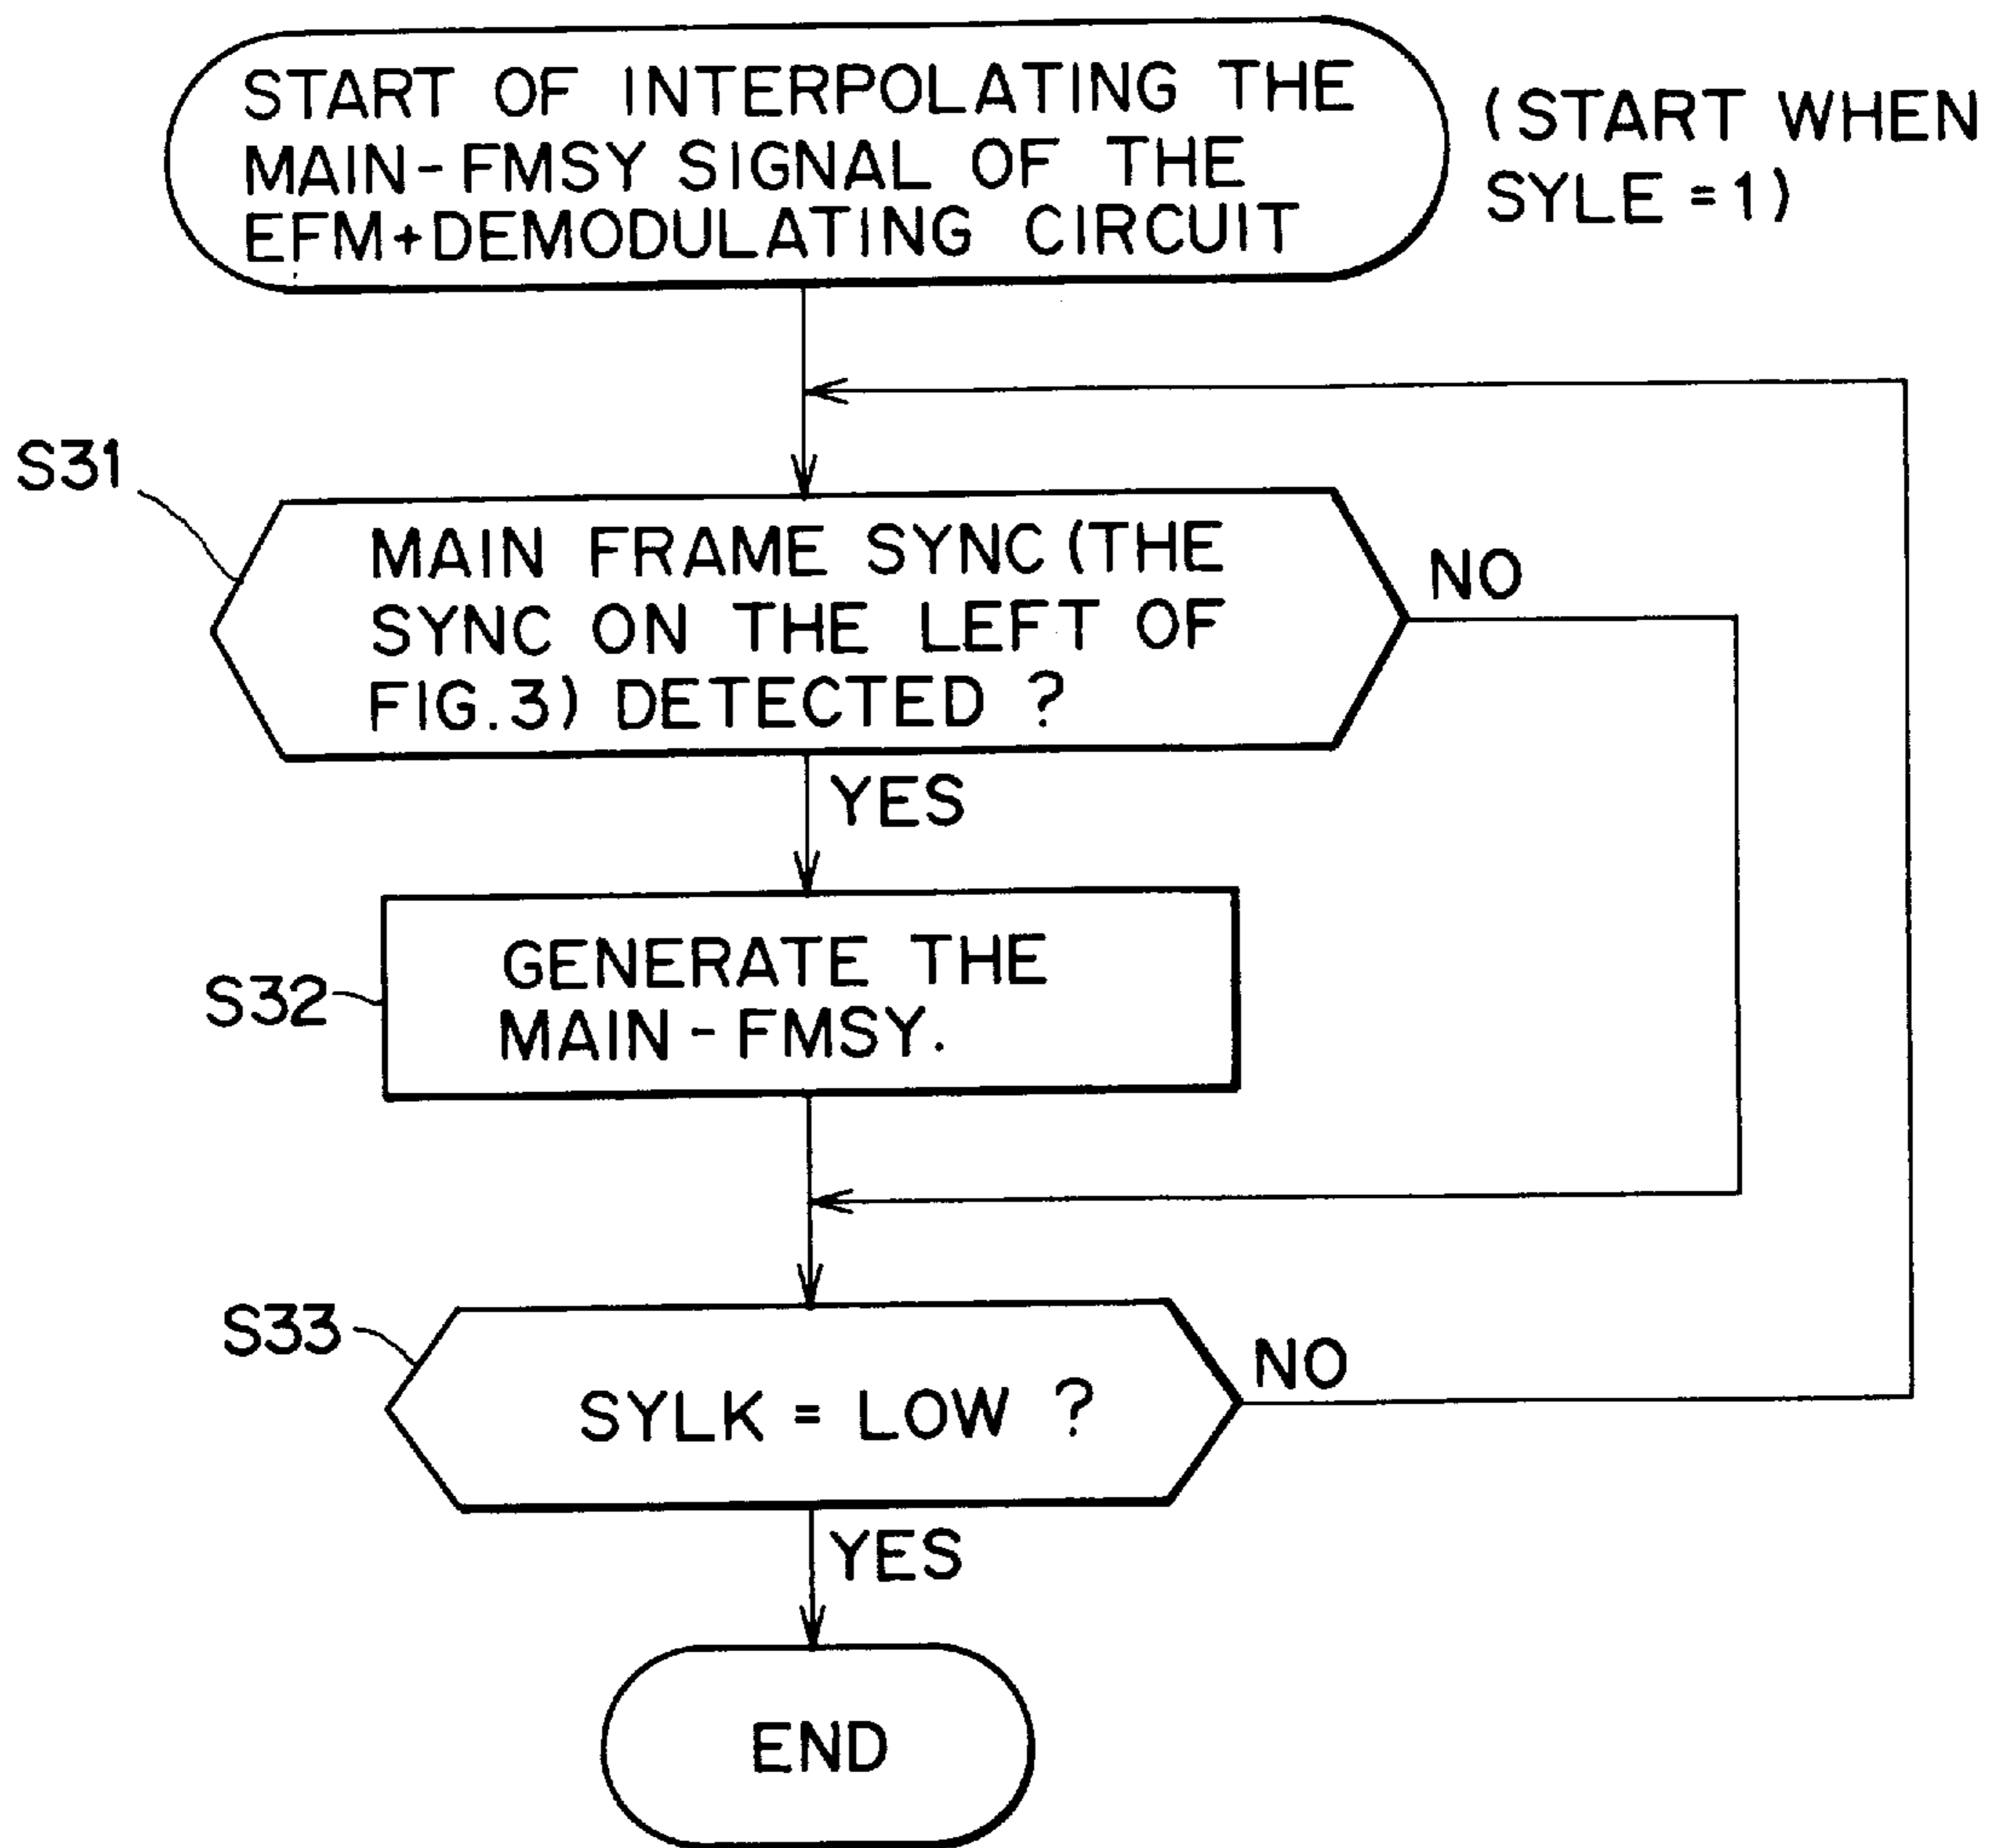 START OF INTERPOLATING THE
MAIN-FMSY SIGNAL OF THE
EFM+DEMODULATING CIRCUIT
(START WHEN
SYLE =1)
S31
MAIN FRAME SYNC (THE
SYNC ON THE LEFT OF
FIG.3) DETECTED ?
NO
YES
S32
GENERATE THE
MAIN-FMSY.
S33
SYLK = LOW ?
NO
YES
END